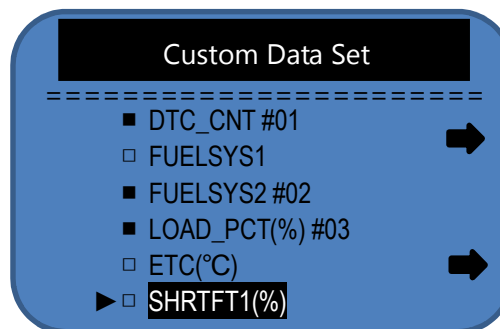 Custom Data Set
=======================
■ DTC_CNT #01
□ FUELSYS1
■ FUELSYS2 #02
■ LOAD_PCT(%) #03
□ ETC(℃)
▶□ SHRTFT1(%)